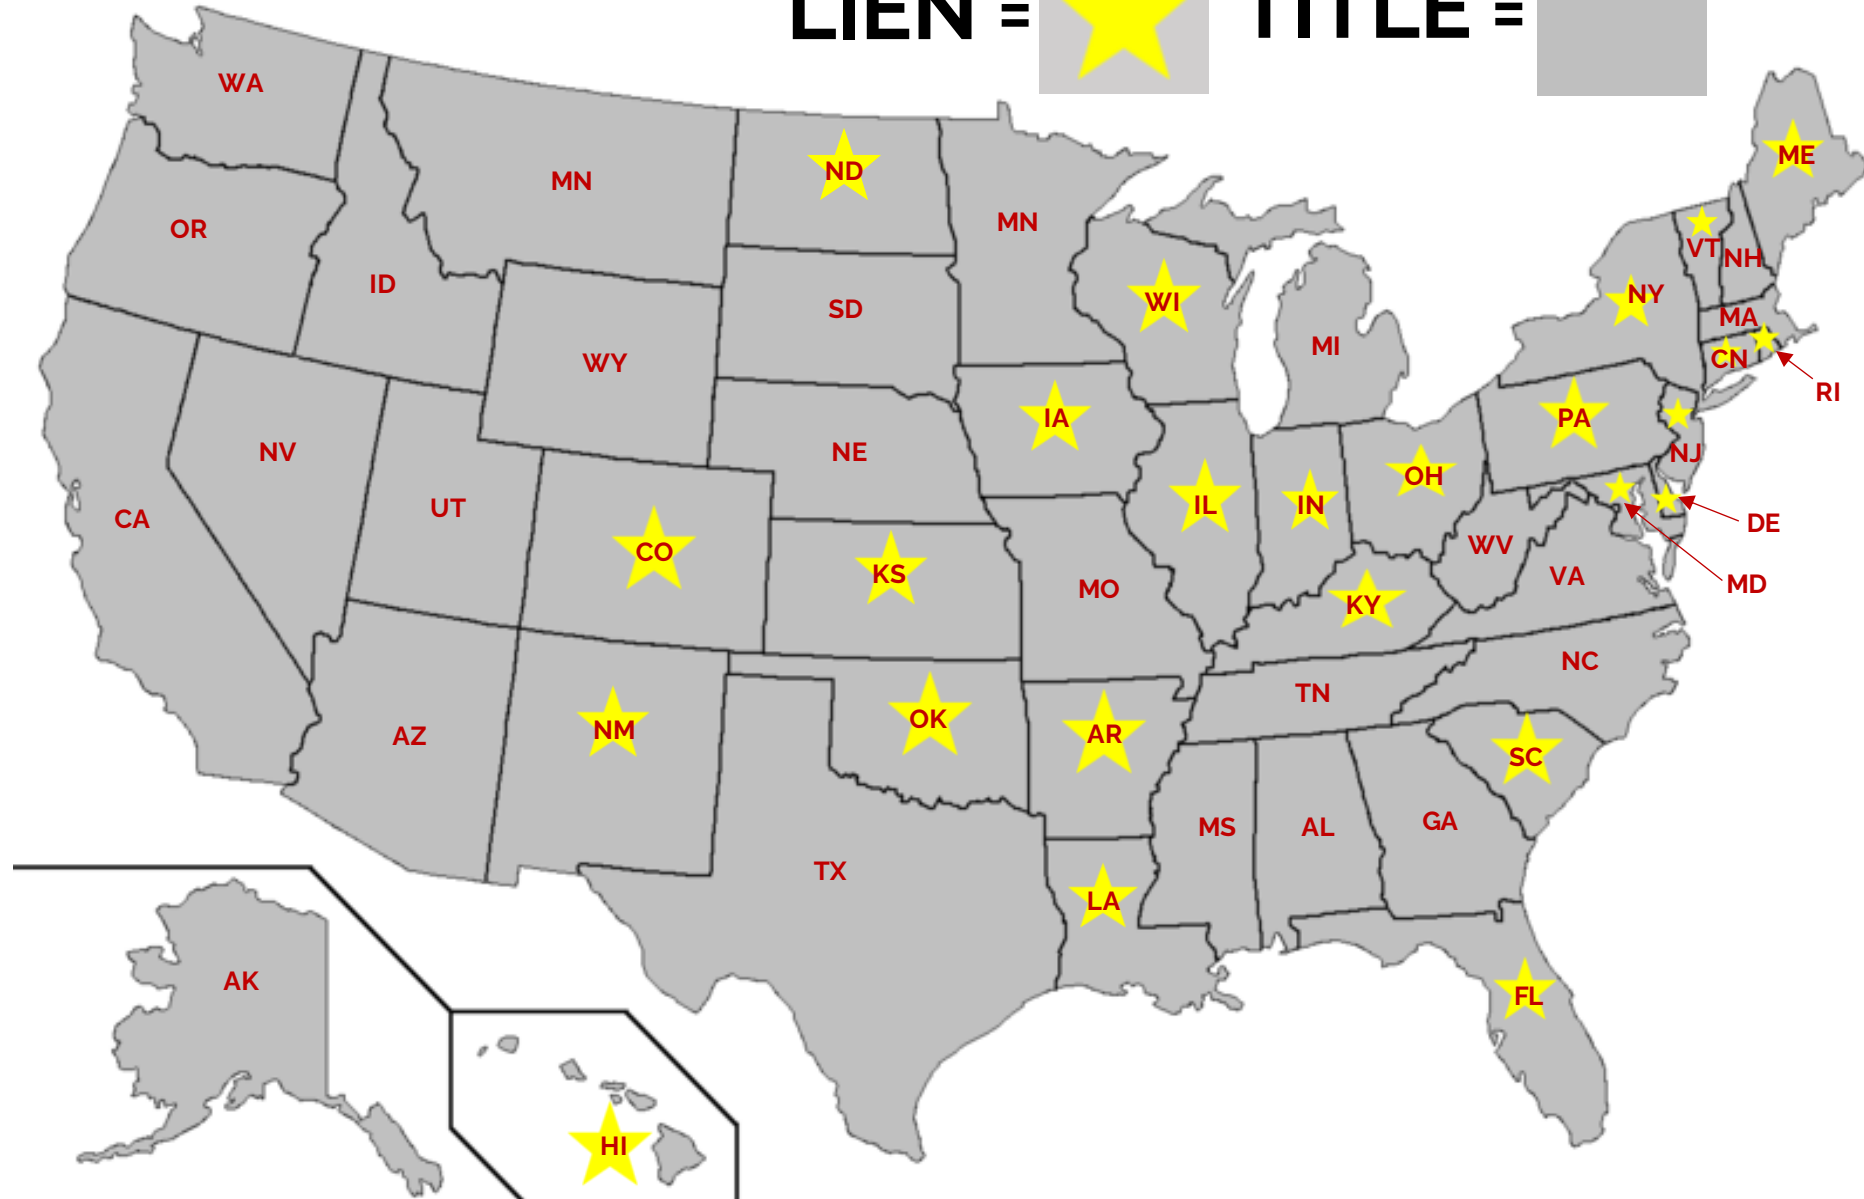 LIEN = TITLE =
WA
ND
ME
MN
OR
MN
VT
NH
ID
NY
WI
SD
MA
MI
CN
WY
RI
IA
PA
NV
NE
NJ
OH
UT
IL
IN
CA
DE
WV
CO
KS
VA
MD
MO
KY
NC
TN
OK
NM
AZ
AR
SC
GA
MS
AL
TX
LA
AK
FL
HI